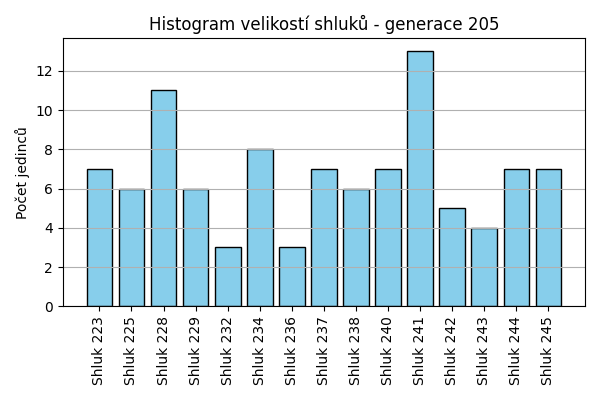 Histogram velikostí shluků - generace 205
Počet jedinců
12
10
8
6
4
2
0
Shluk 223
Shluk 225
Shluk 228
Shluk 229
Shluk 232
Shluk 234
Shluk 236
Shluk 237
Shluk 238
Shluk 240
Shluk 241
Shluk 242
Shluk 243
Shluk 244
Shluk 245